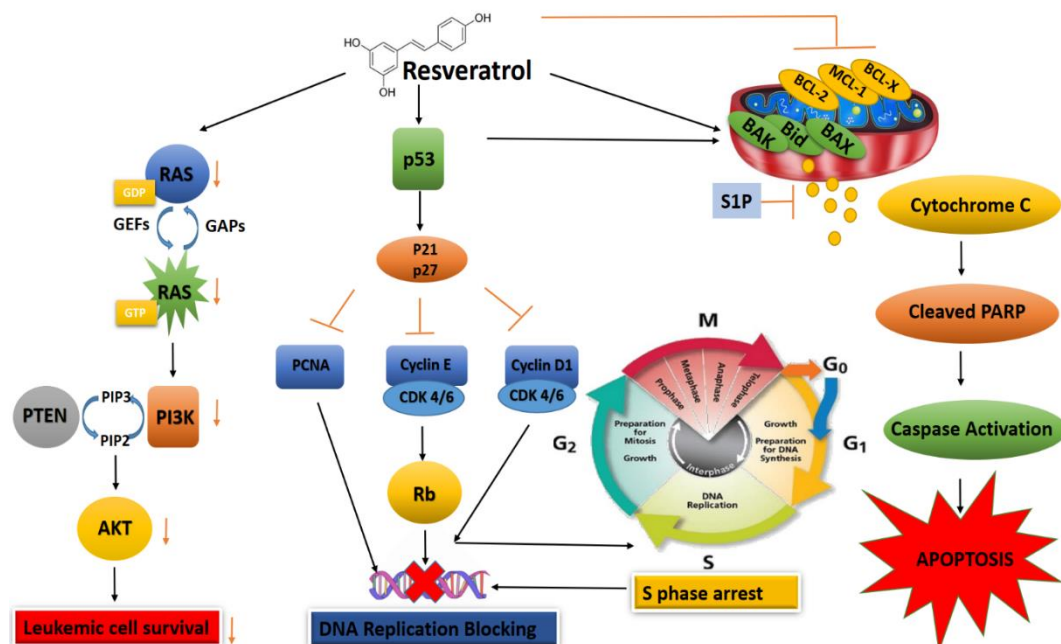 OH
HO
OH
Resveratrol
BCL-2
MCL-1
BCL-X
BAK
Bid
BAX
S1P
RAS
GDP
GEFs
GAPs
RAS
GTP
PTEN
PIP3
PIP2
PI3K
AKT
Leukemic cell survival
p53
P21
p27
PCNA
Cyclin E
CDK 4/6
Cyclin D1
CDK 4/6
Rb
DNA Replication Blocking
M
Prophase
Metaphase
Anaphase
Telophase
G0
G1
Growth
Preparation
for DNA
Synthesis
G2
Preparation
for
Mitosis
Growth
Interphase
DNA
Replication
S
S phase arrest
Cytochrome C
Cleaved PARP
Caspase Activation
APOPTOSIS